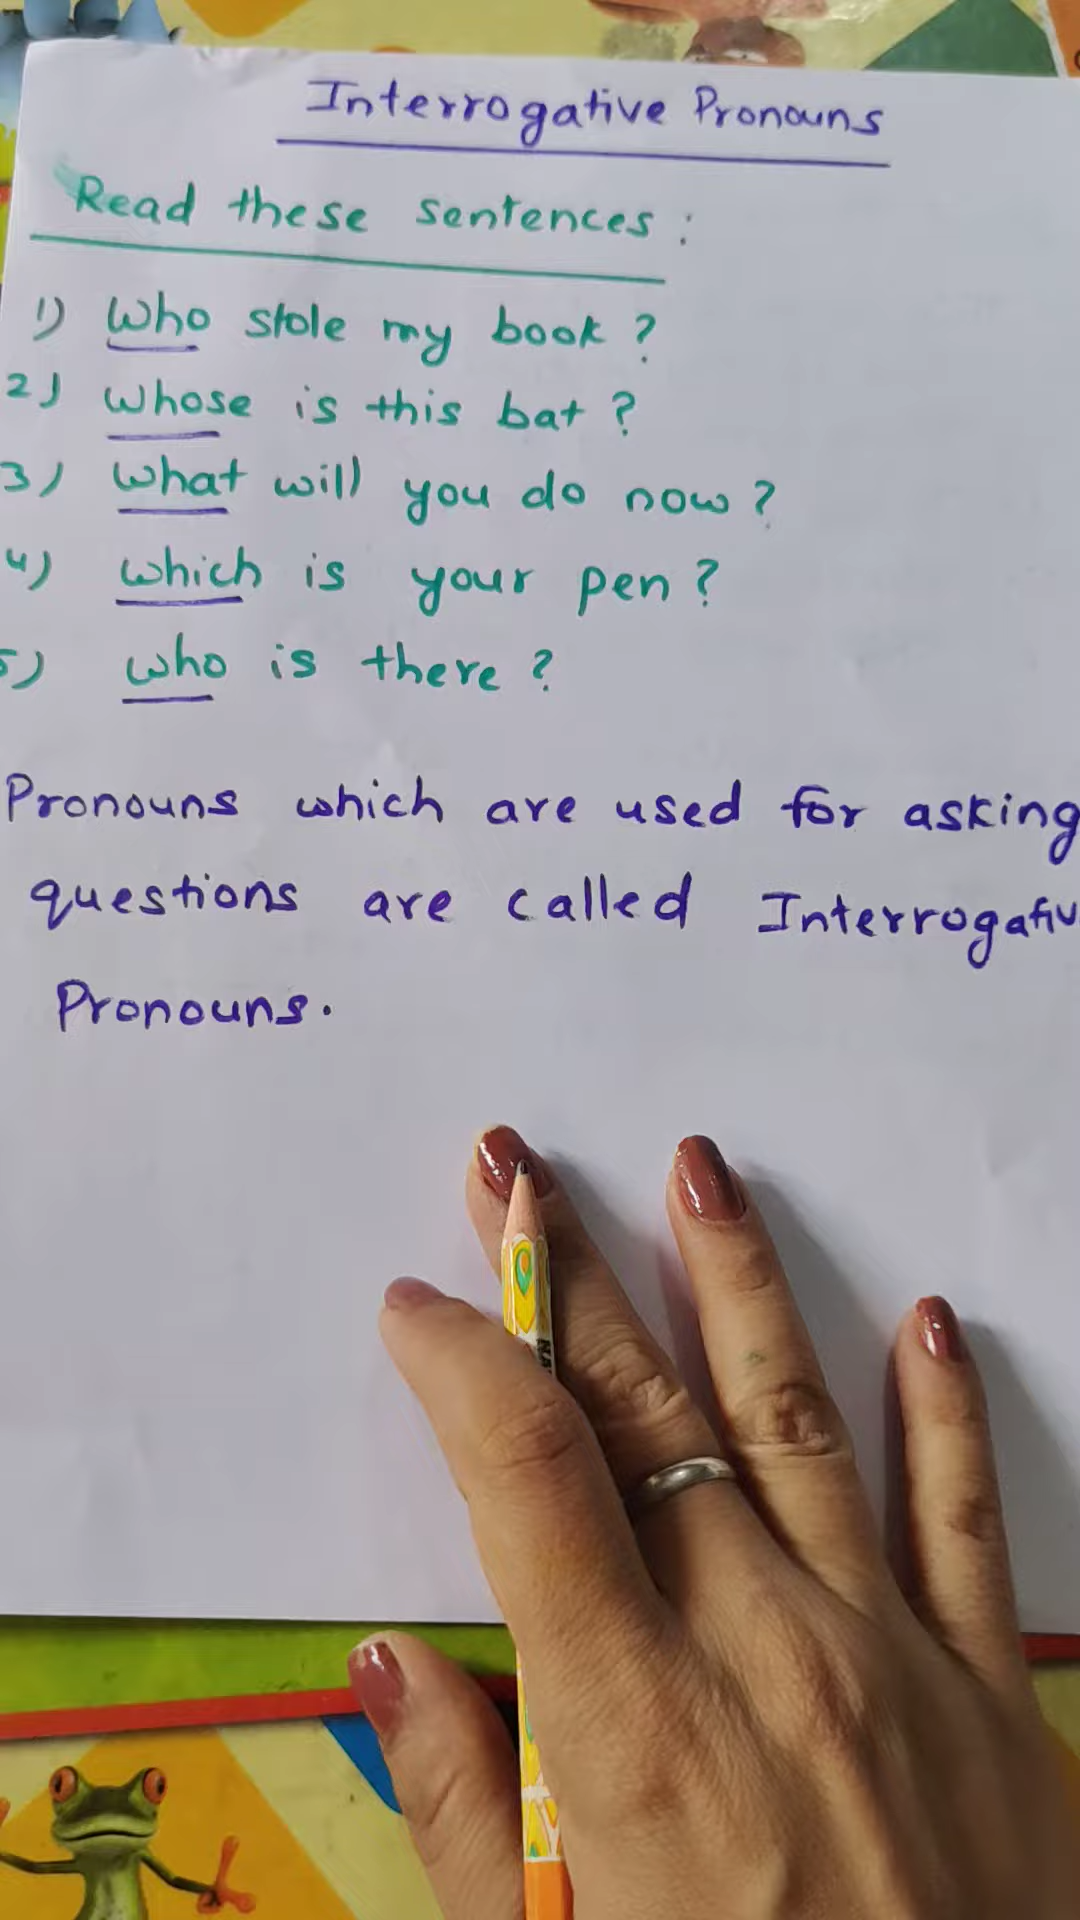 Interrogative Pronouns
Read these sentences :
1) Who stole my book ?
2) Whose is this bat ?
3) What will you do now ?
4) which is your pen ?
5) who is there ?
Pronouns which are used for asking
questions are called Interrogativ
Pronouns.